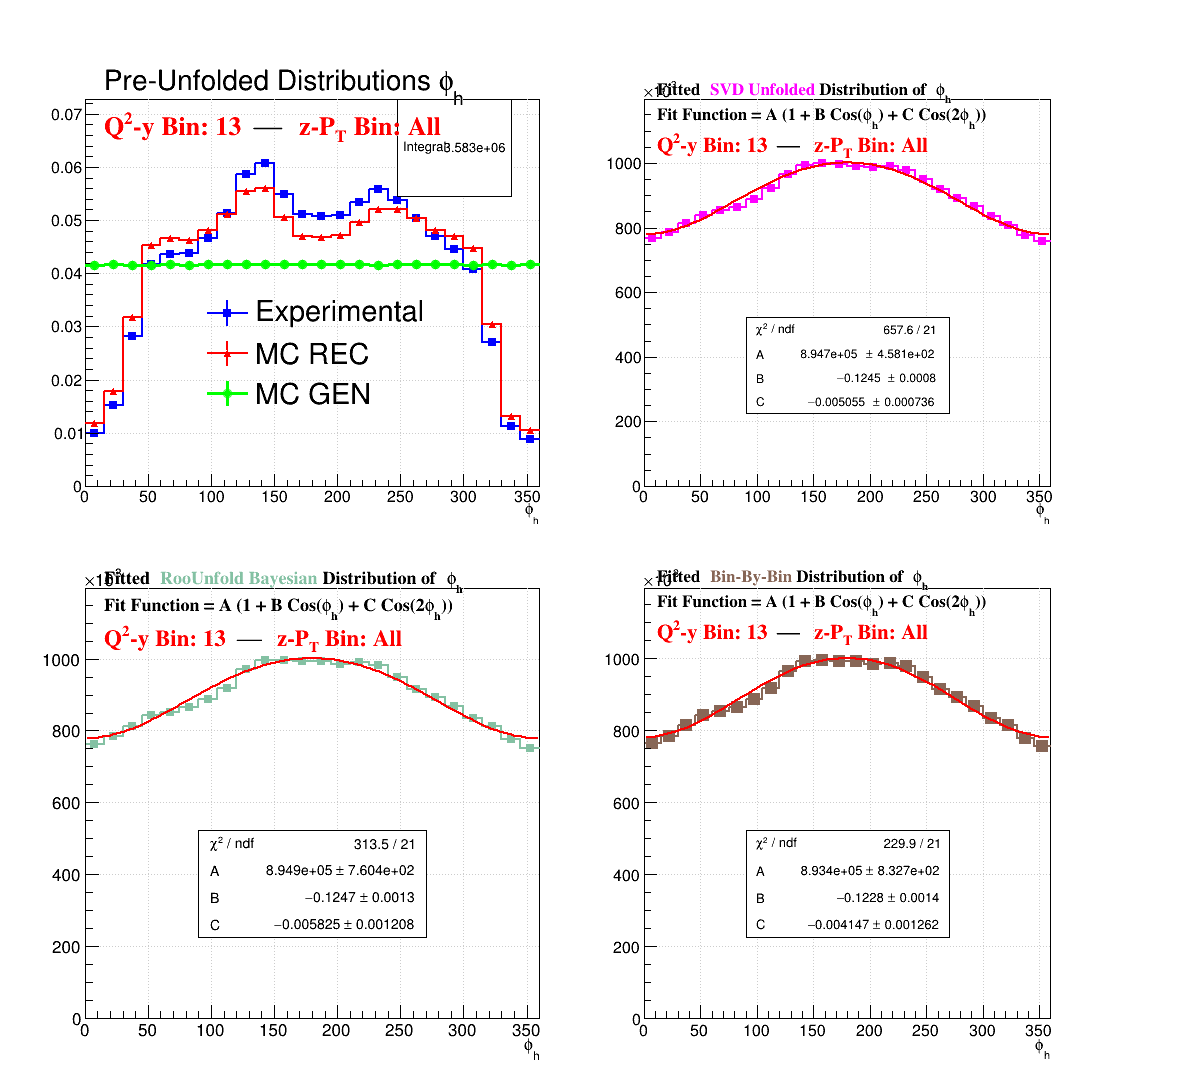 Pre-Unfolded Distributions ϕh
Q²-y Bin: 13 — z-PT Bin: All
Integral 3.583e+06
0.07
0.06
0.05
0.04
0.03
0.02
0.01
0
Experimental
MC REC
MC GEN
0 50 100 150 200 250 300 350
ϕh
Fitted SVD Unfolded Distribution of ϕh
Fit Function = A (1 + B Cos(ϕh) + C Cos(2ϕh))
Q²-y Bin: 13 — z-PT Bin: All
1000
800
600
400
200
0
χ² / ndf 657.6 / 21
A 8.947e+05 ± 4.581e+02
B −0.1245 ± 0.0008
C −0.005055 ± 0.000736
0 50 100 150 200 250 300 350
ϕh
Fitted RooUnfold Bayesian Distribution of ϕh
Fit Function = A (1 + B Cos(ϕh) + C Cos(2ϕh))
Q²-y Bin: 13 — z-PT Bin: All
1000
800
600
400
200
0
χ² / ndf 313.5 / 21
A 8.949e+05 ± 7.604e+02
B −0.1247 ± 0.0013
C −0.005825 ± 0.001208
0 50 100 150 200 250 300 350
ϕh
Fitted Bin-By-Bin Distribution of ϕh
Fit Function = A (1 + B Cos(ϕh) + C Cos(2ϕh))
Q²-y Bin: 13 — z-PT Bin: All
1000
800
600
400
200
0
χ² / ndf 229.9 / 21
A 8.934e+05 ± 8.327e+02
B −0.1228 ± 0.0014
C −0.004147 ± 0.001262
0 50 100 150 200 250 300 350
ϕh